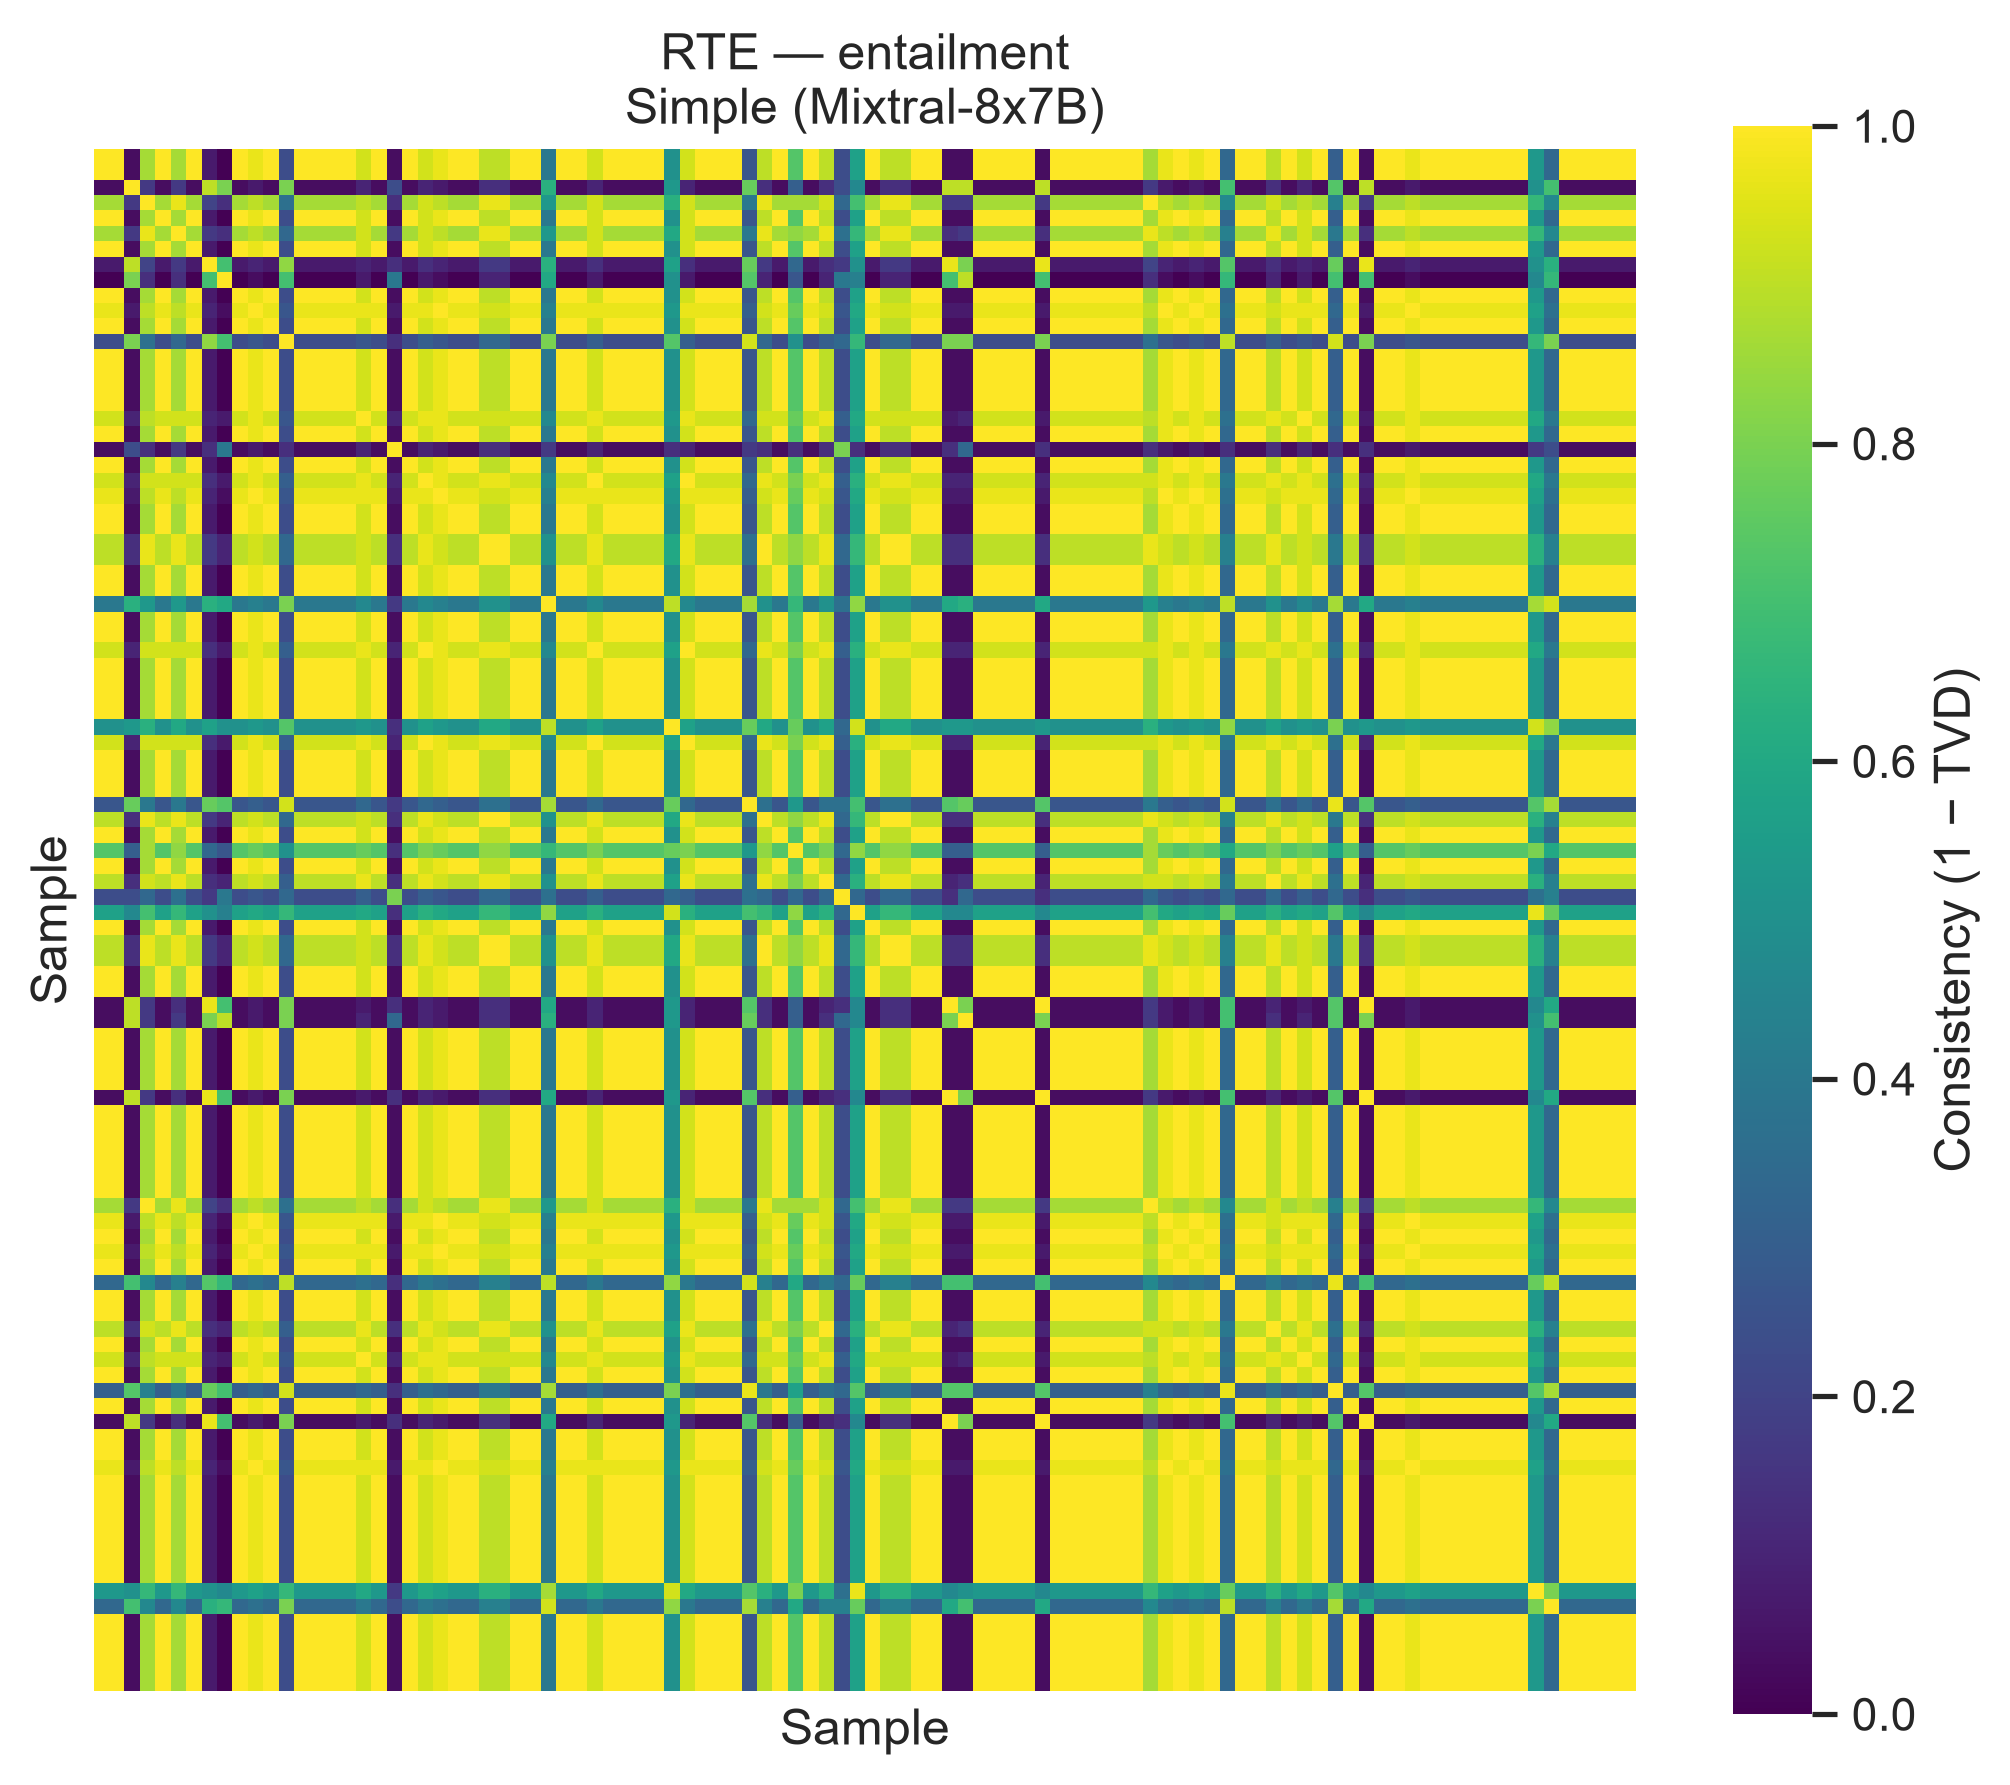 RTE — entailment
Simple (Mixtral-8x7B)
1.0
0.8
0.6
0.4
0.2
0.0
Consistency (1 − TVD)
Sample
Sample